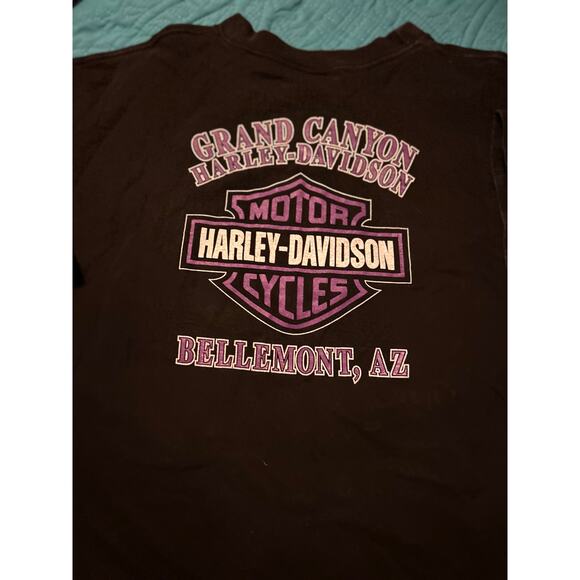 GRAND CANYON
HARLEY-DAVIDSON
MOTOR
HARLEY-DAVIDSON
CYCLES
BELLEMONT, AZ